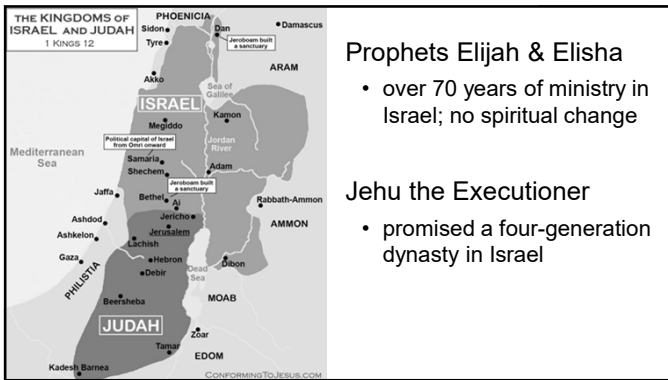 THE KINGDOMS OF
ISRAEL AND JUDAH
1 KINGS 12
PHOENICIA
Sidon
Tyre
Dan
Damascus
Jeroboam built
a sanctuary
ARAM
Akko
Sea of
Galilee
ISRAEL
Kamon
Megiddo
Political capital of Israel
from Omri onward
Jordan
River
Mediterranean
Sea
Samaria
Adam
Shechem
Jeroboam built
a sanctuary
Jaffa
Bethel
Ai
Rabbath-Ammon
Jericho
AMMON
Ashdod
Jerusalem
Ashkelon
Lachish
Gaza
Hebron
Dibon
Dead
Sea
Debir
PHILISTIA
MOAB
Beersheba
JUDAH
Zoar
Tamar
EDOM
Kadesh Barnea
CONFORMINGTOJESUS.COM
Prophets Elijah & Elisha
• over 70 years of ministry in
Israel; no spiritual change
Jehu the Executioner
• promised a four-generation
dynasty in Israel